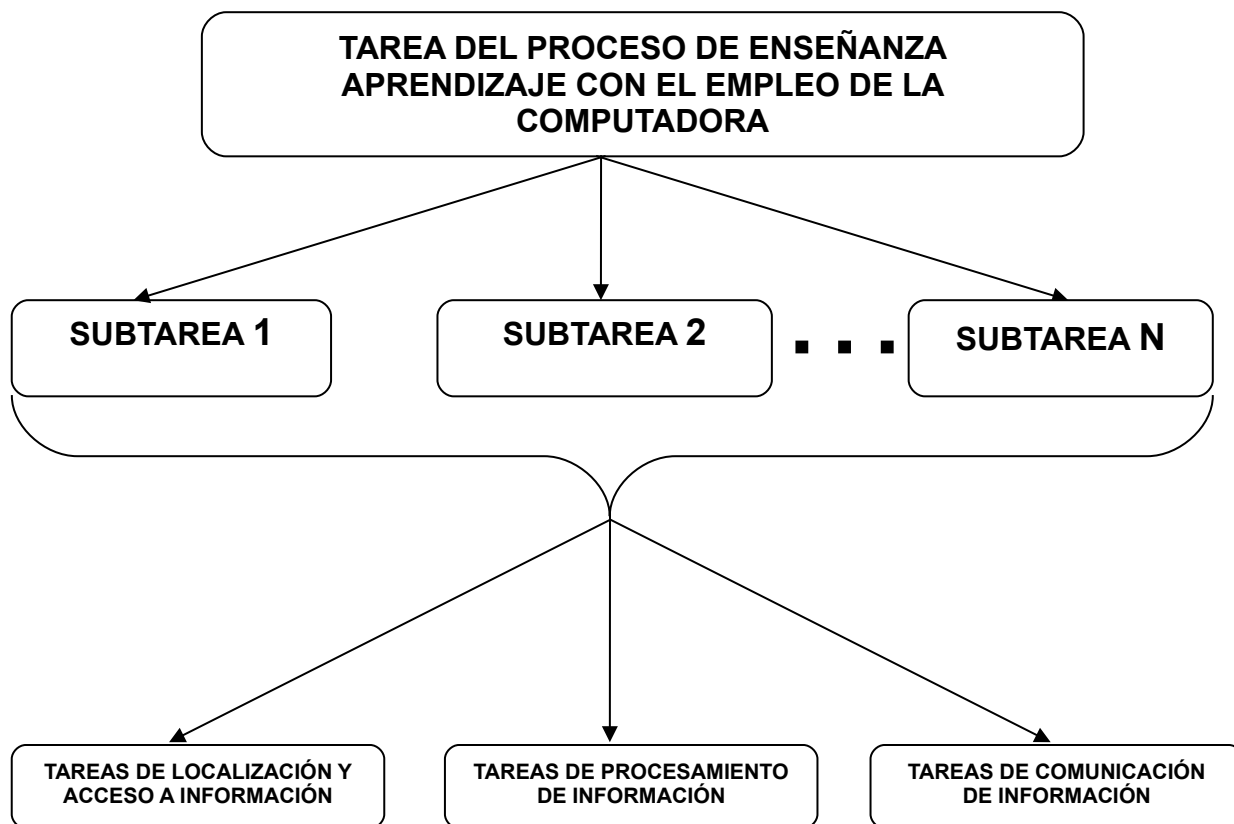 TAREA DEL PROCESO DE ENSEÑANZA
APRENDIZAJE CON EL EMPLEO DE LA
COMPUTADORA
SUBTAREA 1
SUBTAREA 2
SUBTAREA N
TAREAS DE LOCALIZACIÓN Y
ACCESO A INFORMACIÓN
TAREAS DE PROCESAMIENTO
DE INFORMACIÓN
TAREAS DE COMUNICACIÓN
DE INFORMACIÓN